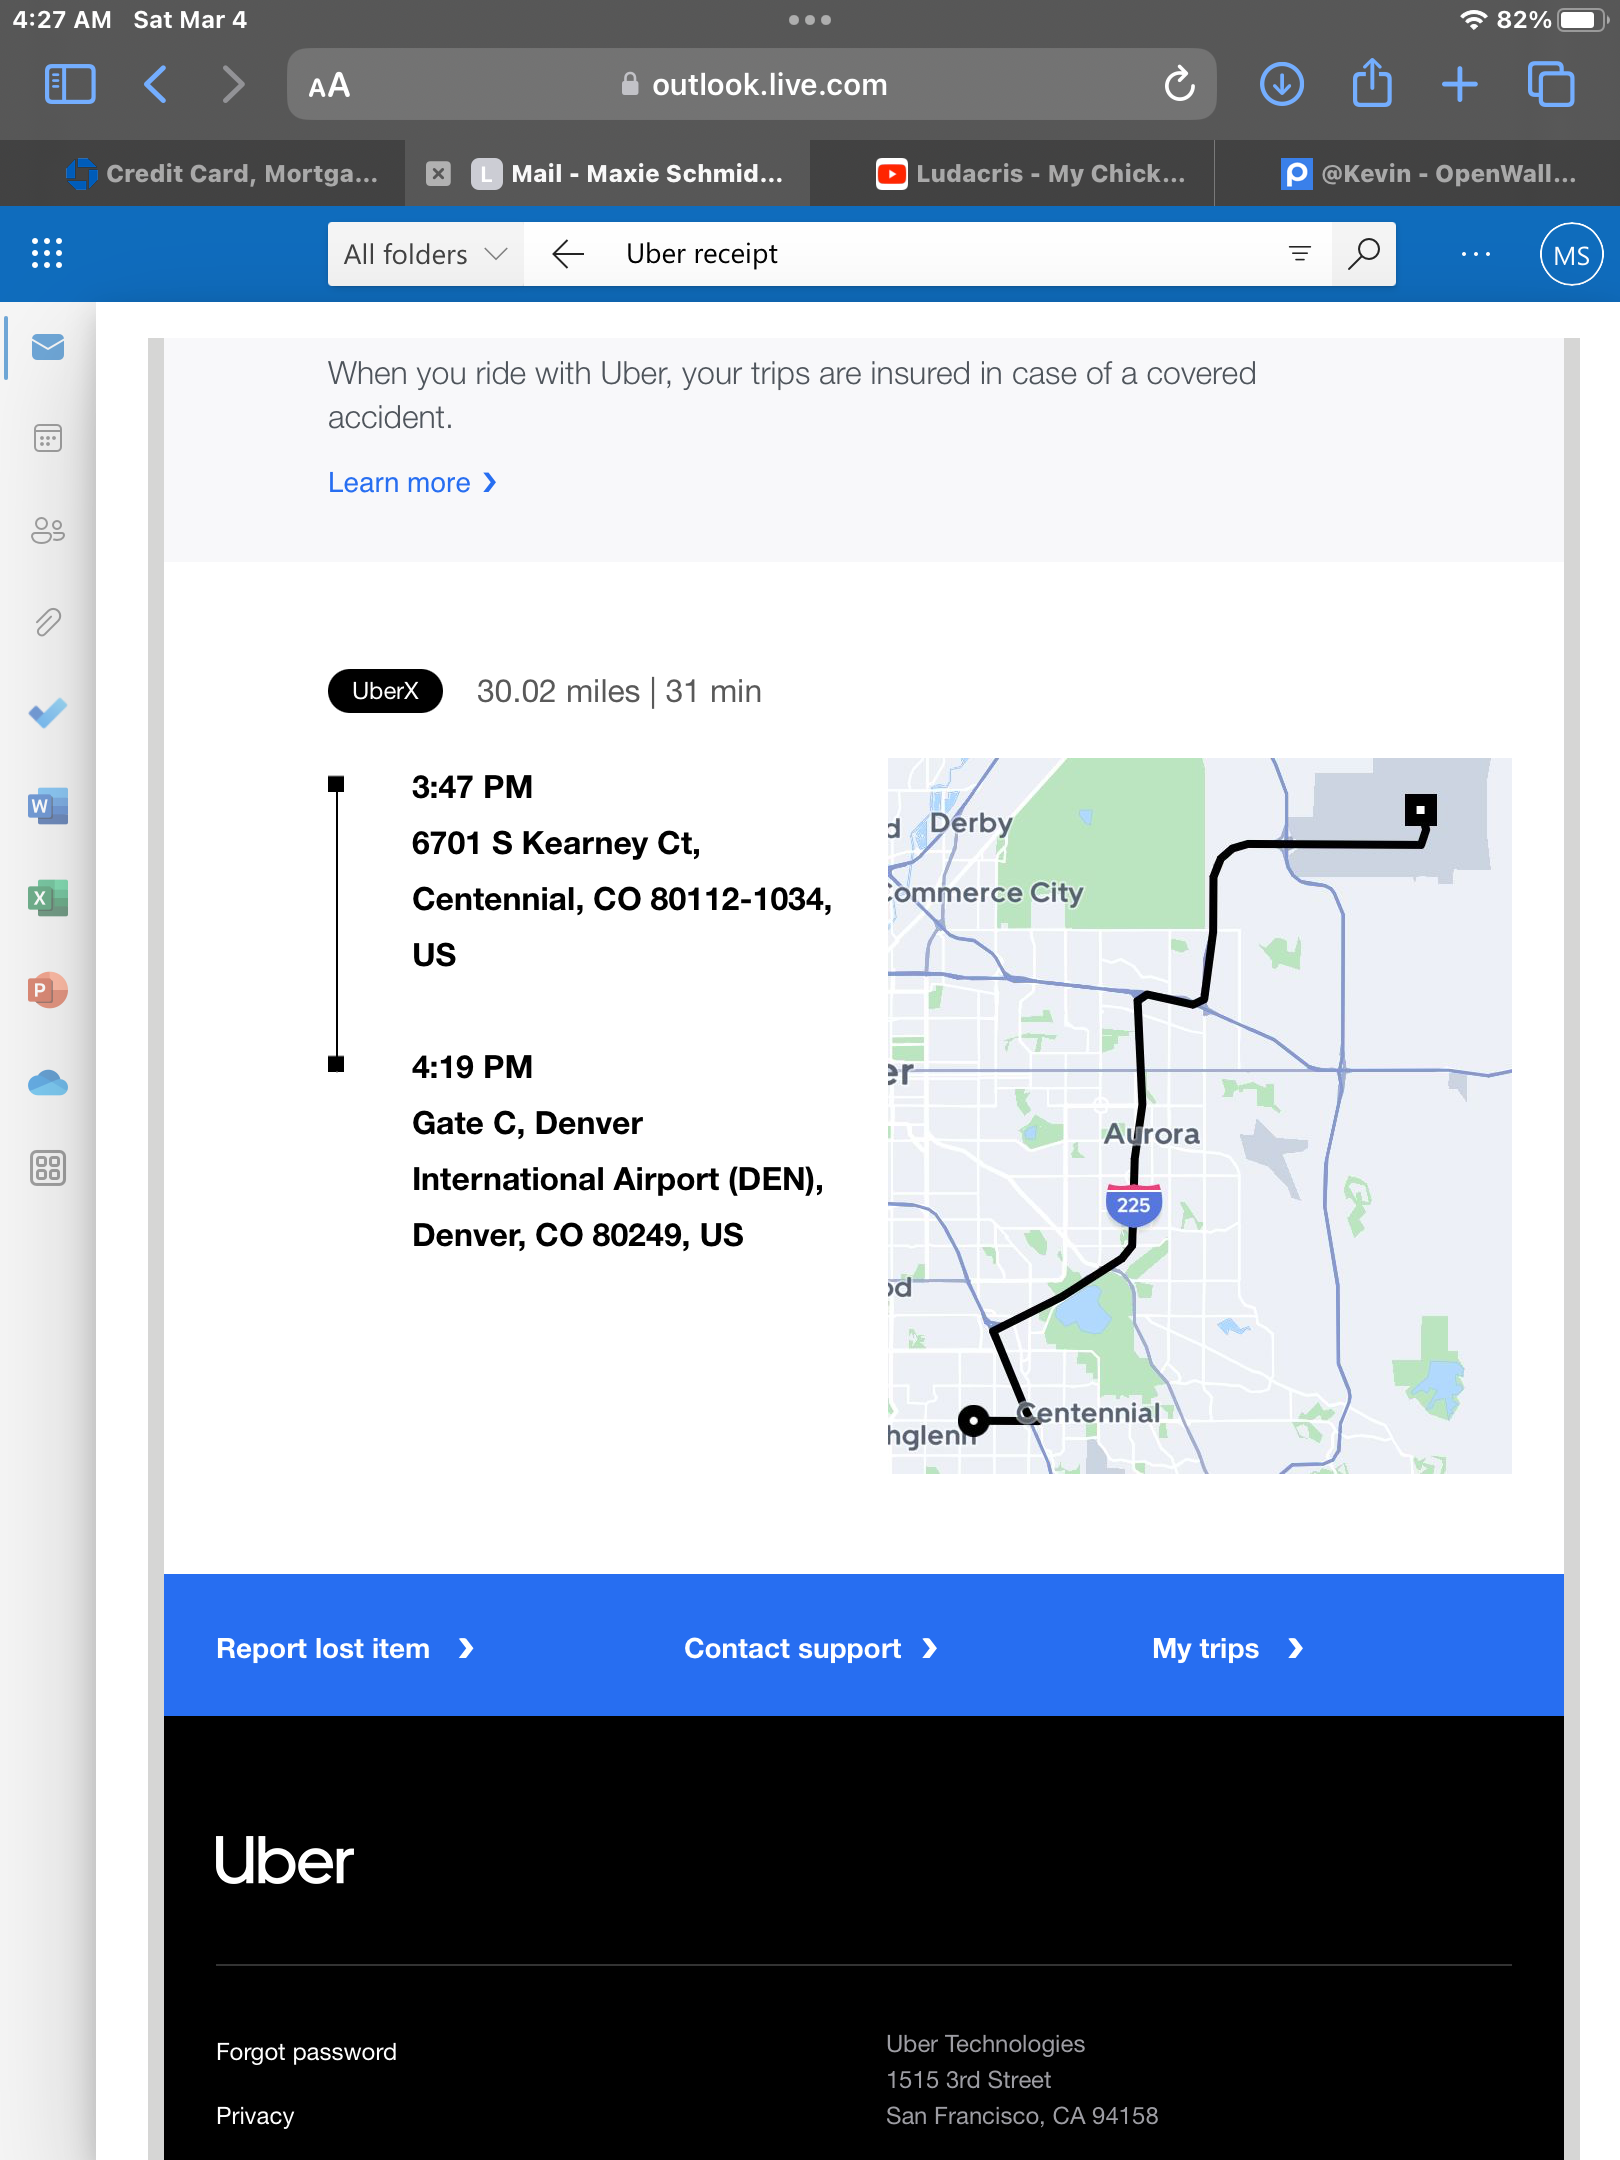 4:27 AM Sat Mar 4
82%
AA
outlook.live.com
Credit Card, Mortga...
L Mail - Maxie Schmid...
Ludacris - My Chick...
@Kevin - OpenWall...
All folders
Uber receipt
MS
When you ride with Uber, your trips are insured in case of a covered
accident.
Learn more
UberX 30.02 miles | 31 min
3:47 PM
6701 S Kearney Ct,
Centennial, CO 80112-1034,
US
4:19 PM
Gate C, Denver
International Airport (DEN),
Denver, CO 80249, US
d Derby
Commerce City
er
Aurora
225
od
Centennial
hglenn
W
X
P
Report lost item
Contact support
My trips
Uber
Forgot password
Privacy
Uber Technologies
1515 3rd Street
San Francisco, CA 94158